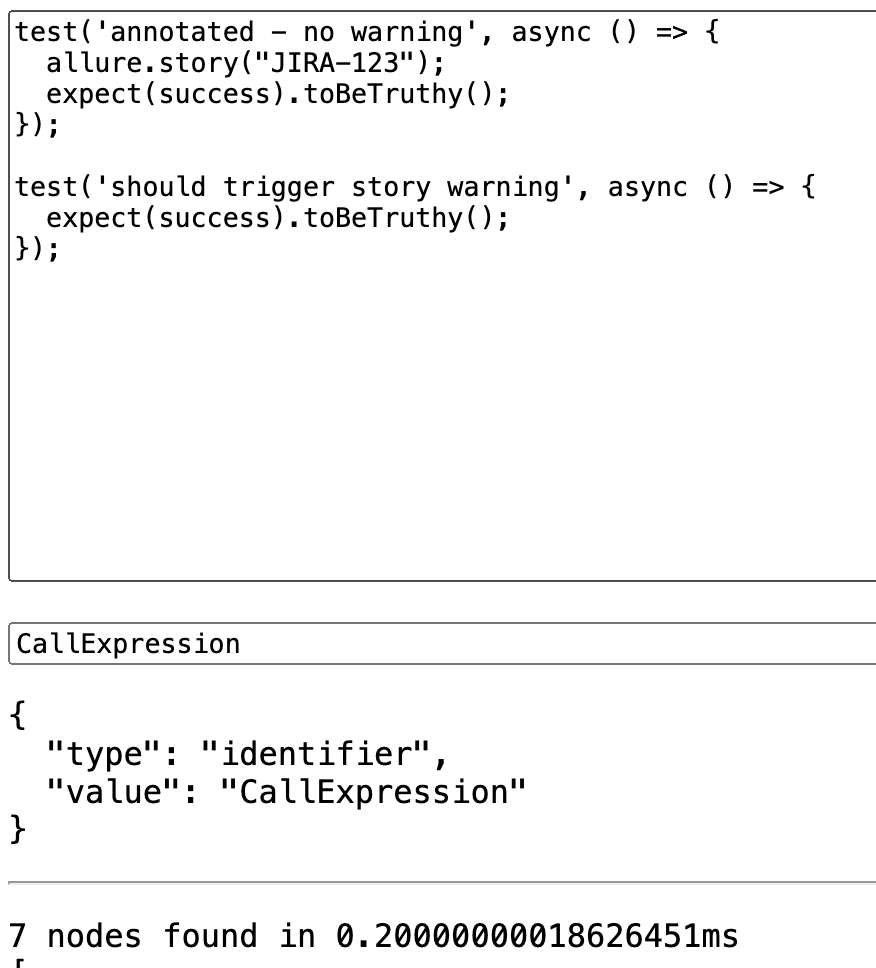 test('annotated – no warning', async () => {
  allure.story("JIRA–123");
  expect(success).toBeTruthy();
});

test('should trigger story warning', async () => {
  expect(success).toBeTruthy();
});
CallExpression
{
  "type": "identifier",
  "value": "CallExpression"
}
7 nodes found in 0.20000000018626451ms
[